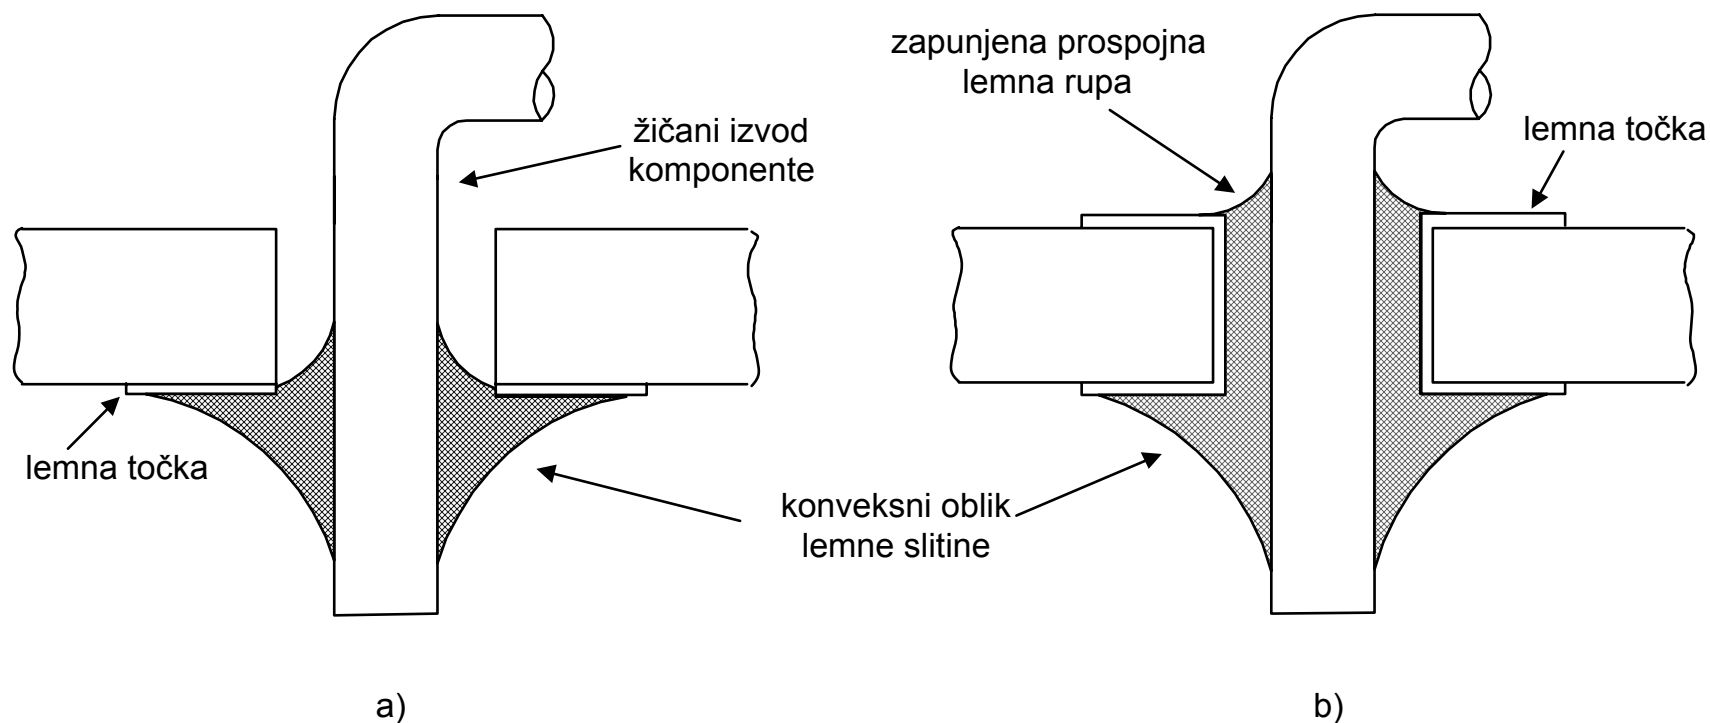 žičani izvod
komponente
lemna točka
zapunjena prospojna
lemna rupa
lemna točka
konveksni oblik
lemne slitine
a)
b)